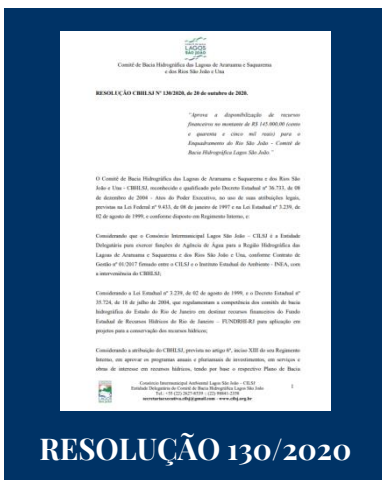 LAGOS
SÃO JOÃO
Comitê de Bacia Hidrográfica das Lagoas de Araruama e Saquarema
e dos Rios São João e Una
RESOLUÇÃO CBHLSJ Nº 130/2020, de 20 de outubro de 2020.
"Aprova a disponibilização de recursos
financeiros no montante de R$ 145.000,00 (cento
e quarenta e cinco mil reais) para o
Enquadramento do Rio São João - Comitê de
Bacia Hidrográfica Lagos São João."
O Comitê de Bacia Hidrográfica das Lagoas de Araruama e Saquarema e dos Rios São
João e Una - CBHLSJ, reconhecido e qualificado pelo Decreto Estadual nº 36.733, de 08
de dezembro de 2004 - Atos do Poder Executivo, no uso de suas atribuições legais,
previstas na Lei Federal nº 9.433, de 08 de janeiro de 1997 e na Lei Estadual nº 3.239, de
02 de agosto de 1999, e conforme disposto em Regimento Interno, e:
Considerando que o Consórcio Intermunicipal Lagos São João – CILSJ é a Entidade
Delegatária para exercer funções de Agência de Água para a Região Hidrográfica das
Lagoas de Araruama e Saquarema e dos Rios São João e Una, conforme Contrato de
Gestão nº 01/2017 firmado entre o CILSJ e o Instituto Estadual do Ambiente - INEA, com
a interveniência do CBHLSJ;
Considerando a Lei Estadual nº 3.239, de 02 de agosto de 1999, e o Decreto Estadual nº
35.724, de 18 de julho de 2004, que regulamentam a competência dos comitês de bacia
hidrográfica do Estado do Rio de Janeiro em destinar recursos financeiros do Fundo
Estadual de Recursos Hídricos do Rio de Janeiro – FUNDRHI-RJ para aplicação em
projetos para a conservação dos recursos hídricos;
Considerando a atribuição do CBHLSJ, previsto no artigo 6º, inciso XIII do seu Regimento
Interno, em aprovar os programas anuais e plurianuais de investimentos, em serviços e
obras de interesse em recursos hídricos, tendo por base o respectivo Plano de Bacia
Consórcio Intermunicipal Ambiental Lagos São João - CILSJ
Entidade Delegatária do Comitê de Bacia Hidrográfica Lagos São João
1
RESOLUÇÃO 130/2020